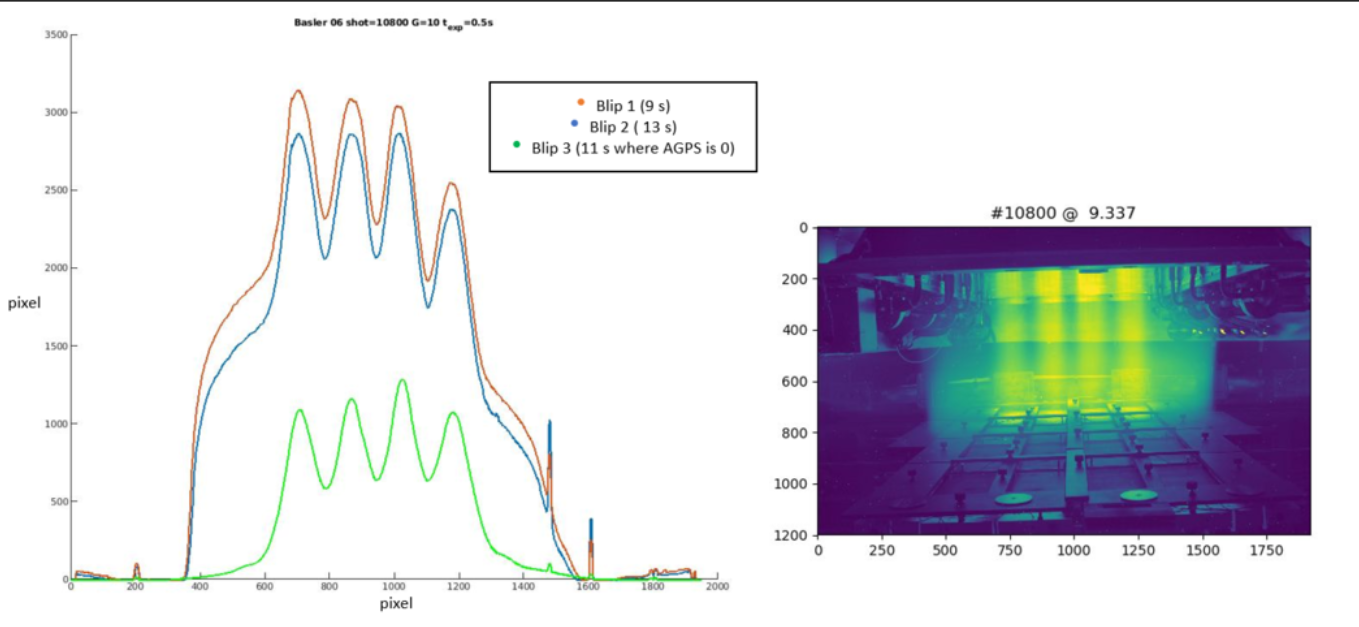 Basler 06 shot=10800 G=10 t_exp=0.5s
3500
3000
2500
2000
1500
1000
500
0
pixel
0 200 400 600 800 1000 1200 1400 1600 1800 2000
pixel
Blip 1 (9 s)
Blip 2 ( 13 s)
Blip 3 (11 s where AGPS is 0)
#10800 @ 9.337
0
200
400
600
800
1000
1200
0 250 500 750 1000 1250 1500 1750